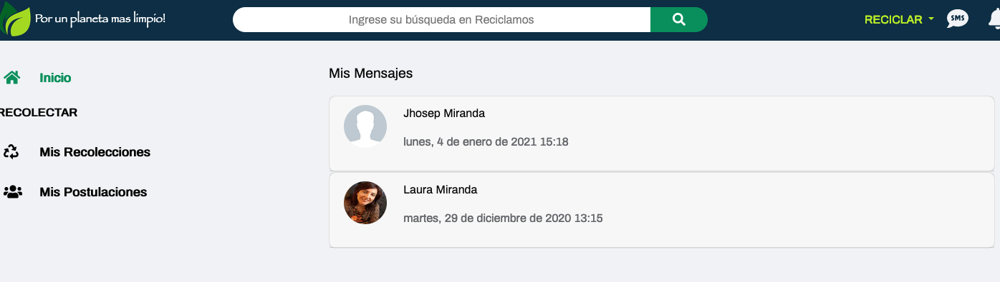 Por un planeta mas límpio!
Ingrese su búsqueda en Reciclamos
RECICLAR
SMS
Inicio
RECOLECTAR
Mis Recolecciones
Mis Postulaciones
Mis Mensajes
Jhosep Miranda
lunes, 4 de enero de 2021 15:18
Laura Miranda
martes, 29 de diciembre de 2020 13:15